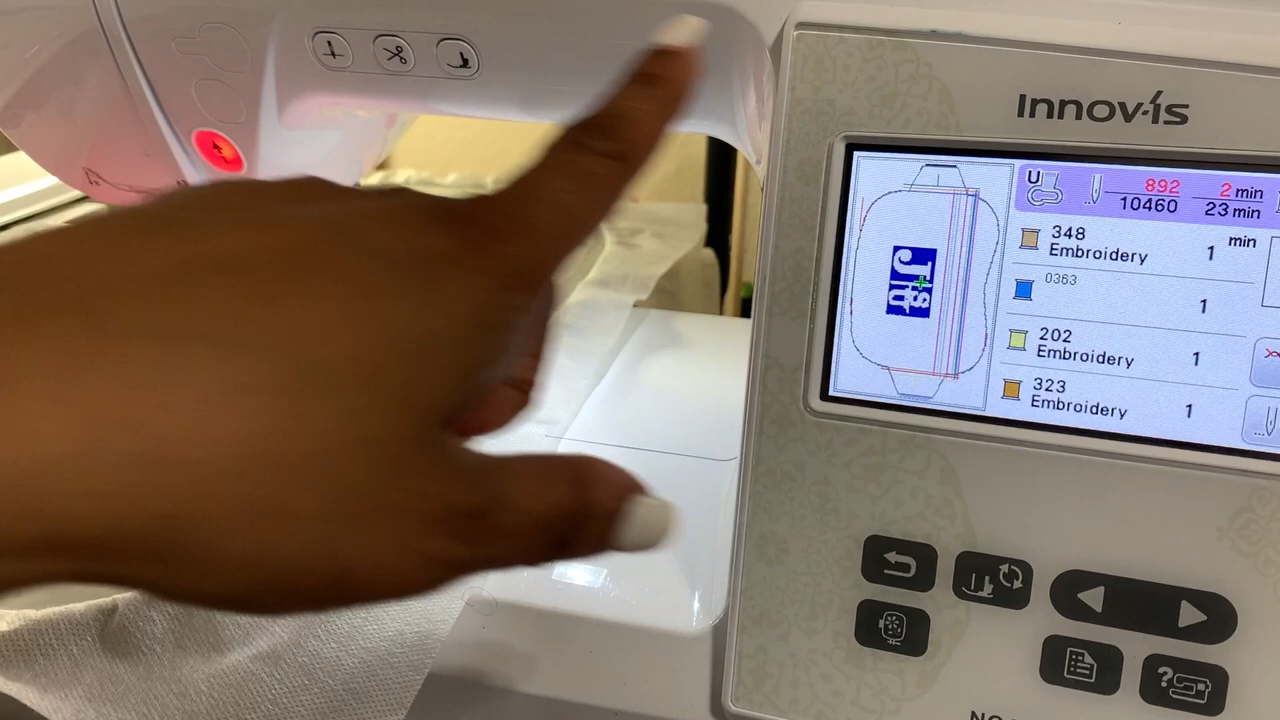 Innov-ís
U
892
2 min
10460
23 min
min
348
Embroidery
1
0363
1
202
Embroidery
1
323
Embroidery
1
?